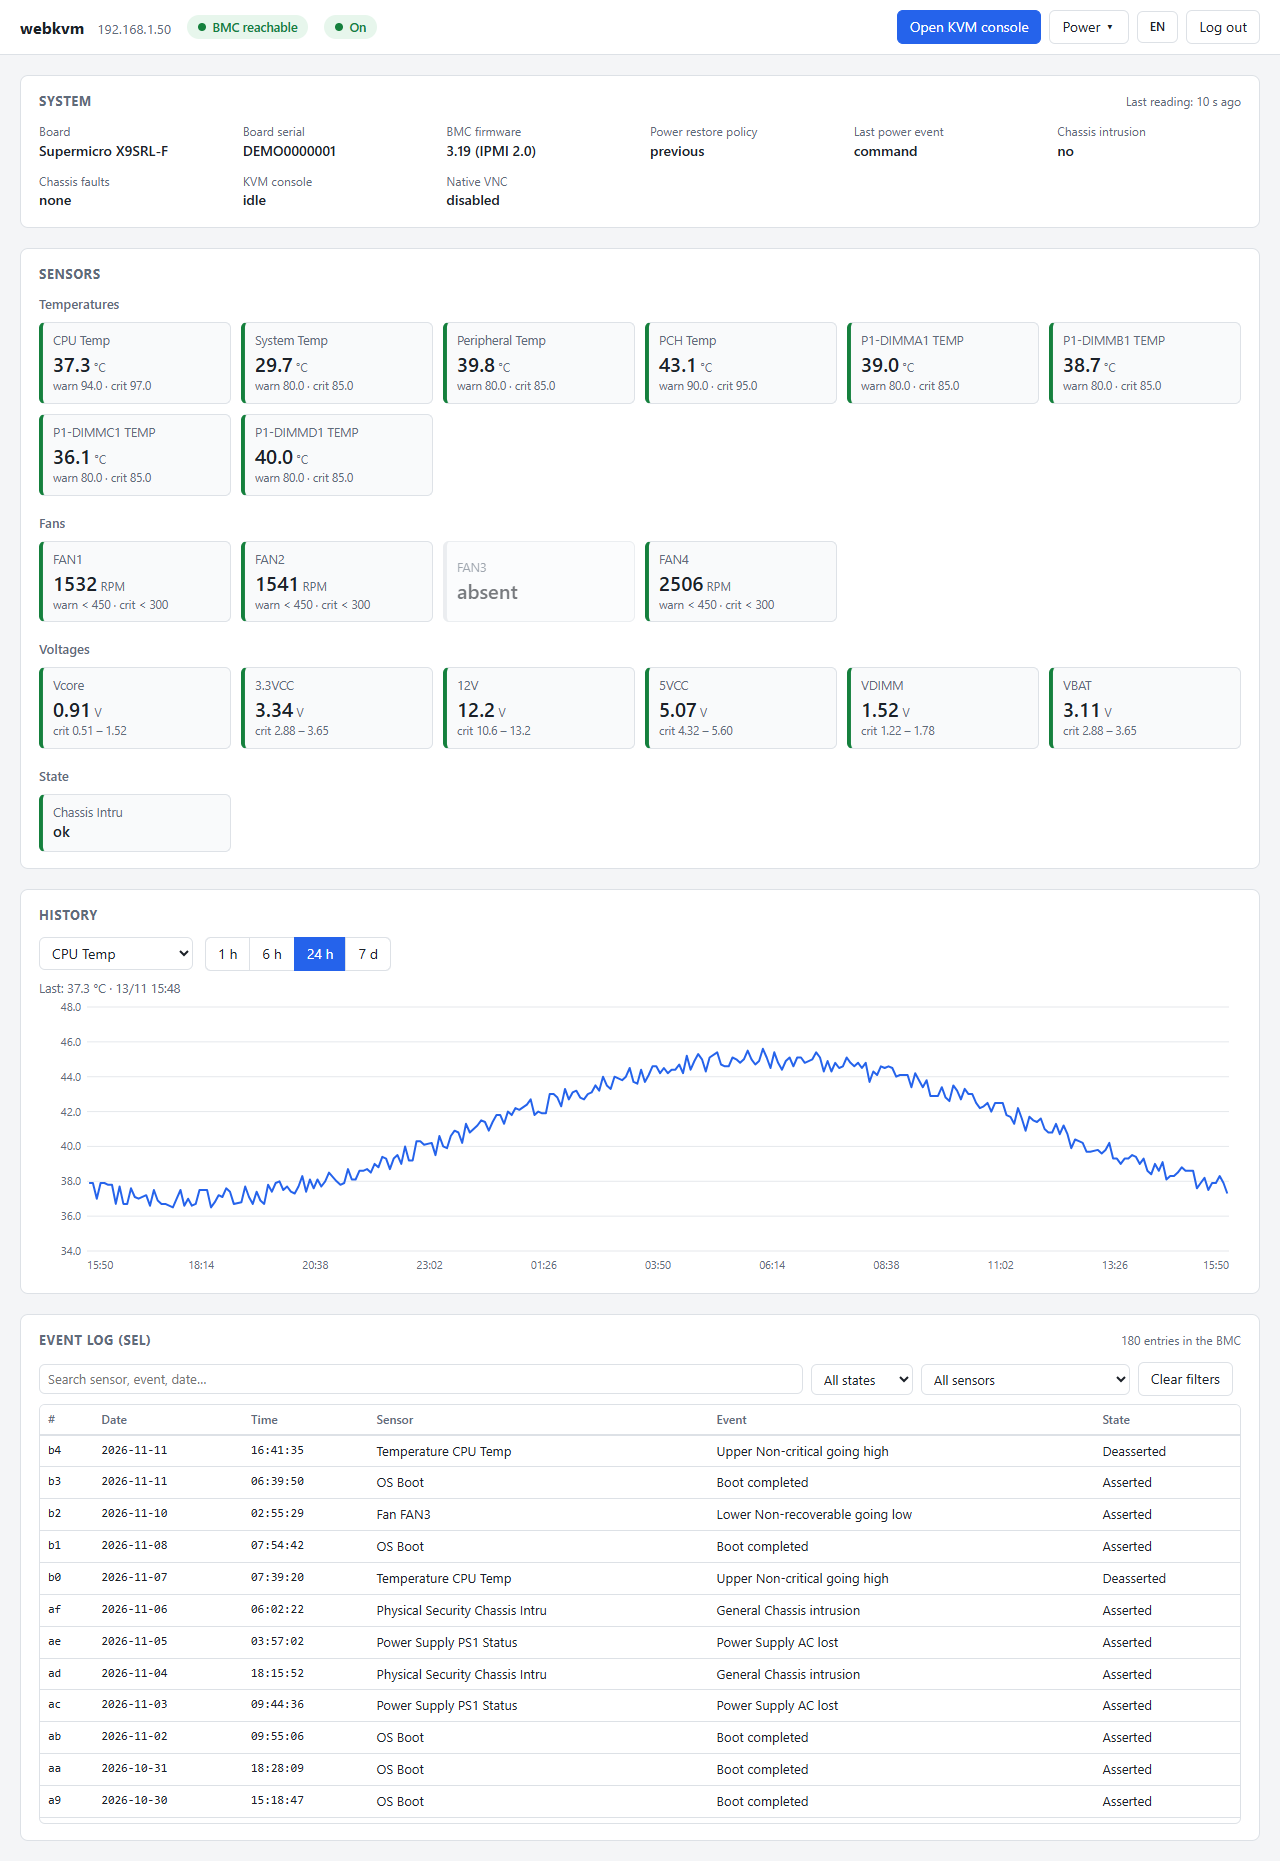 webkvm 192.168.1.50 BMC reachable On Open KVM console Power ▾ EN Log out
SYSTEM Last reading: 10 s ago
Board Board serial BMC firmware Power restore policy Last power event Chassis intrusion
Supermicro X9SRL-F DEMO0000001 3.19 (IPMI 2.0) previous command no
Chassis faults KVM console Native VNC
none idle disabled
SENSORS
Temperatures
CPU Temp System Temp Peripheral Temp PCH Temp P1-DIMMA1 TEMP P1-DIMMB1 TEMP
37.3 °C 29.7 °C 39.8 °C 43.1 °C 39.0 °C 38.7 °C
warn 94.0 · crit 97.0 warn 80.0 · crit 85.0 warn 80.0 · crit 85.0 warn 90.0 · crit 95.0 warn 80.0 · crit 85.0 warn 80.0 · crit 85.0
P1-DIMMC1 TEMP P1-DIMMD1 TEMP
36.1 °C 40.0 °C
warn 80.0 · crit 85.0 warn 80.0 · crit 85.0
Fans
FAN1 FAN2 FAN3 FAN4
1532 RPM 1541 RPM absent 2506 RPM
warn < 450 · crit < 300 warn < 450 · crit < 300 warn < 450 · crit < 300
Voltages
Vcore 3.3VCC 12V 5VCC VDIMM VBAT
0.91 V 3.34 V 12.2 V 5.07 V 1.52 V 3.11 V
crit 0.51 – 1.52 crit 2.88 – 3.65 crit 10.6 – 13.2 crit 4.32 – 5.60 crit 1.22 – 1.78 crit 2.88 – 3.65
State
Chassis Intru
ok
HISTORY
CPU Temp 1 h 6 h 24 h 7 d
Last: 37.3 °C · 13/11 15:48
48.0
46.0
44.0
42.0
40.0
38.0
36.0
34.0
15:50 18:14 20:38 23:02 01:26 03:50 06:14 08:38 11:02 13:26 15:50
EVENT LOG (SEL) 180 entries in the BMC
Search sensor, event, date... All states All sensors Clear filters
# Date Time Sensor Event State
b4 2026-11-11 16:41:35 Temperature CPU Temp Upper Non-critical going high Deasserted
b3 2026-11-11 06:39:50 OS Boot Boot completed Asserted
b2 2026-11-10 02:55:29 Fan FAN3 Lower Non-recoverable going low Asserted
b1 2026-11-08 07:54:42 OS Boot Boot completed Asserted
b0 2026-11-07 07:39:20 Temperature CPU Temp Upper Non-critical going high Deasserted
af 2026-11-06 06:02:22 Physical Security Chassis Intru General Chassis intrusion Asserted
ae 2026-11-05 03:57:02 Power Supply PS1 Status Power Supply AC lost Asserted
ad 2026-11-04 18:15:52 Physical Security Chassis Intru General Chassis intrusion Asserted
ac 2026-11-03 09:44:36 Power Supply PS1 Status Power Supply AC lost Asserted
ab 2026-11-02 09:55:06 OS Boot Boot completed Asserted
aa 2026-10-31 18:28:09 OS Boot Boot completed Asserted
a9 2026-10-30 15:18:47 OS Boot Boot completed Asserted